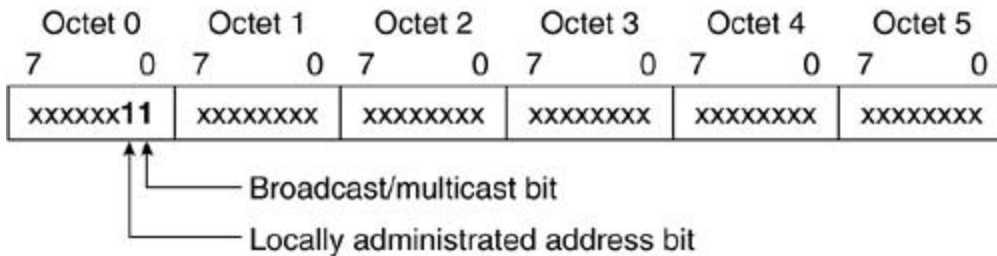 Octet 0 Octet 1 Octet 2 Octet 3 Octet 4 Octet 5
7 0 7 0 7 0 7 0 7 0 7 0
xxxxxx11 xxxxxxxx xxxxxxxx xxxxxxxx xxxxxxxx xxxxxxxx
Broadcast/multicast bit
Locally administrated address bit